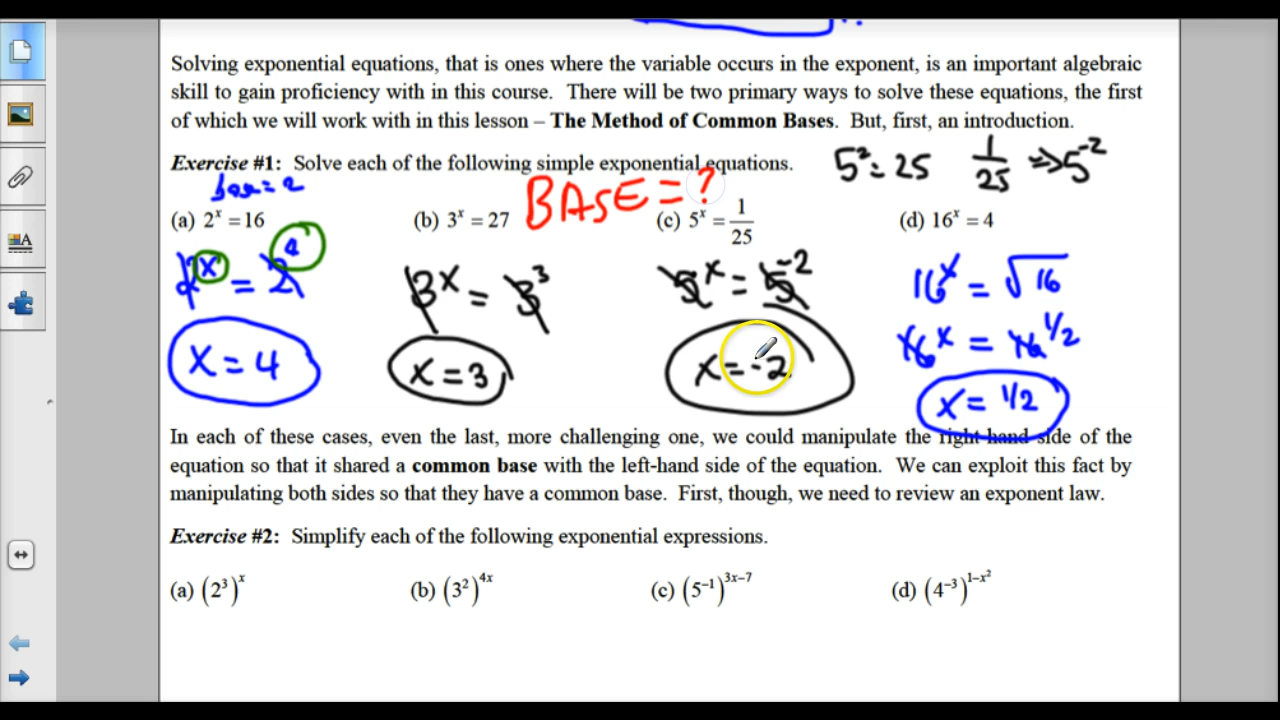 Solving exponential equations, that is ones where the variable occurs in the exponent, is an important algebraic
skill to gain proficiency with in this course. There will be two primary ways to solve these equations, the first
of which we will work with in this lesson – The Method of Common Bases. But, first, an introduction.
Exercise #1: Solve each of the following simple exponential equations.
5² = 25 1/25 => 5⁻²
base = 2
BASE = ?
(a) 2ˣ = 16 (b) 3ˣ = 27 (c) 5ˣ = 1/25 (d) 16ˣ = 4
2ˣ = 2⁴ 3ˣ = 3³ 5ˣ = 5⁻² 16ˣ = √16
16ˣ = 16^1/2
x = 4 x = 3 x = -2 x = 1/2
In each of these cases, even the last, more challenging one, we could manipulate the right-hand side of the
equation so that it shared a common base with the left-hand side of the equation. We can exploit this fact by
manipulating both sides so that they have a common base. First, though, we need to review an exponent law.
Exercise #2: Simplify each of the following exponential expressions.
(a) (2³)ˣ (b) (3²)⁴ˣ (c) (5⁻¹)³ˣ⁻⁷ (d) (4⁻³)^1−x²